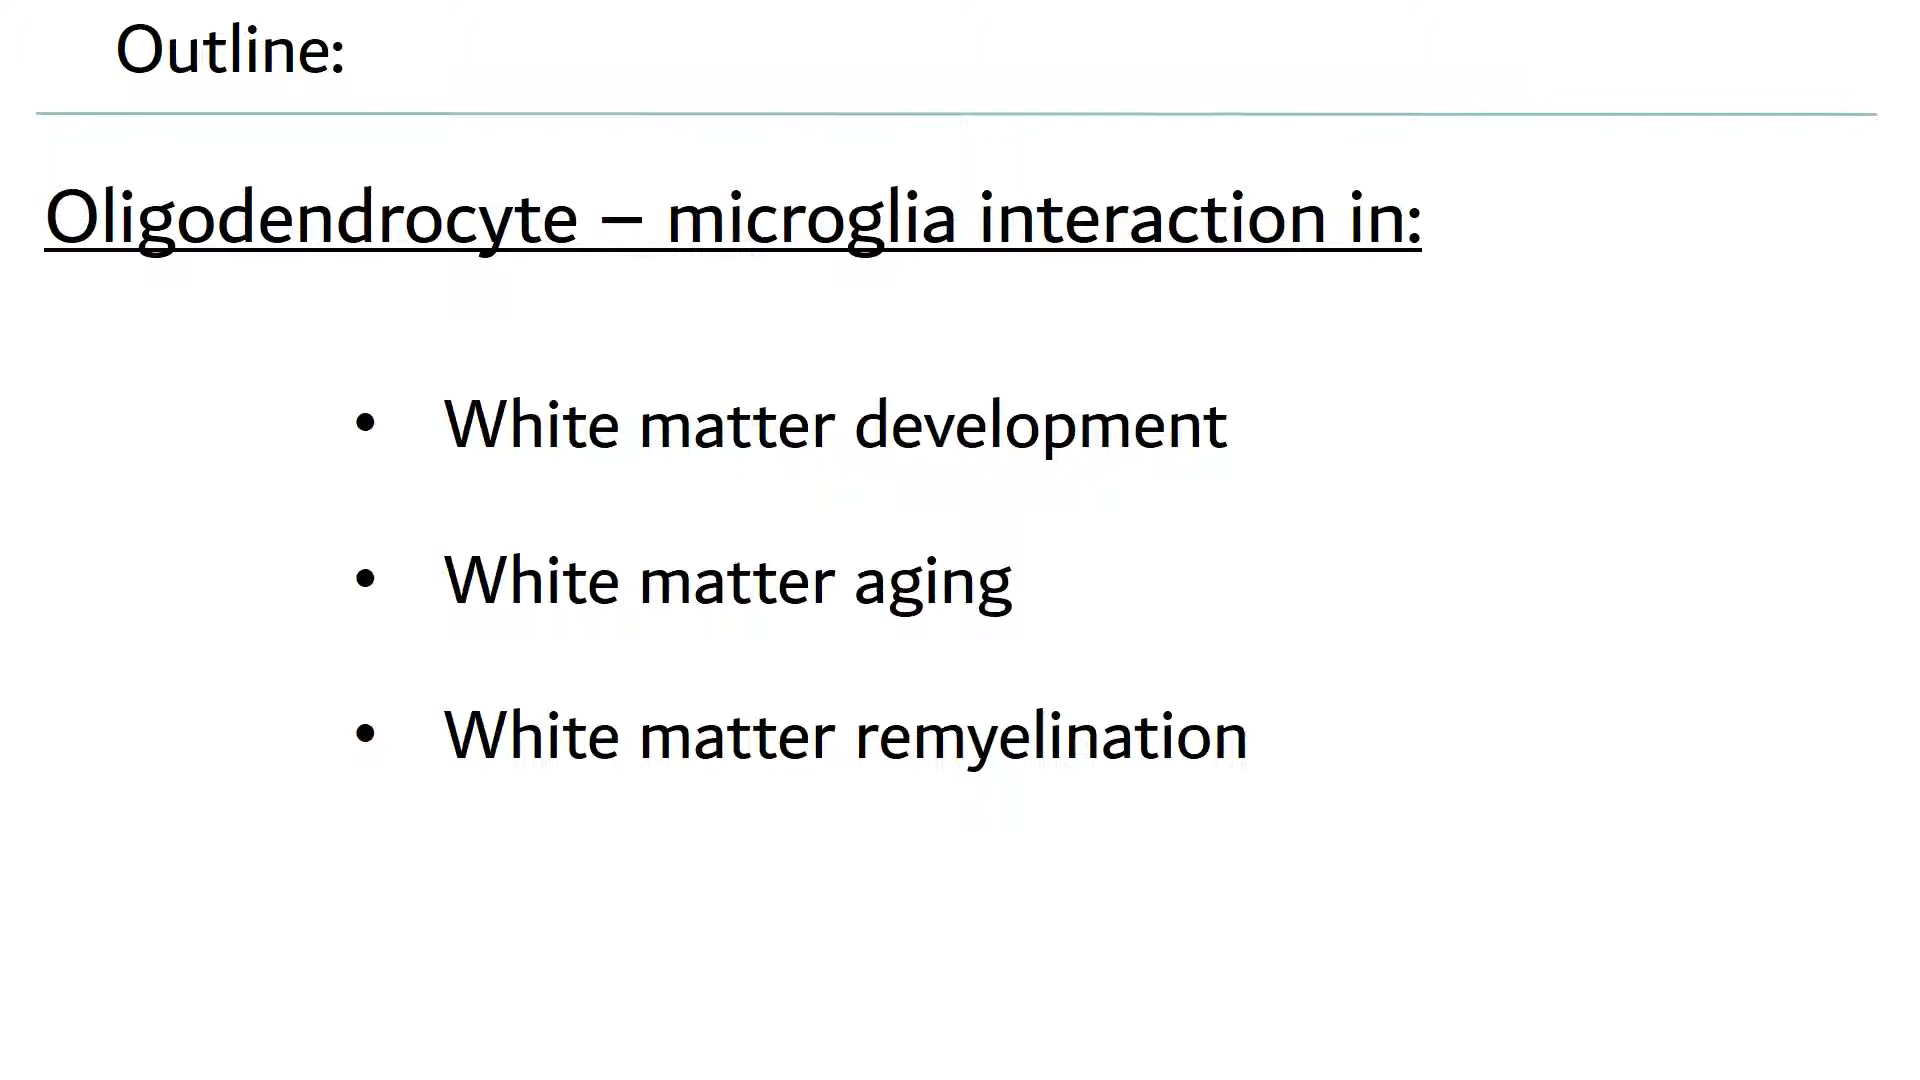 Outline:
Oligodendrocyte – microglia interaction in:
• White matter development
• White matter aging
• White matter remyelination